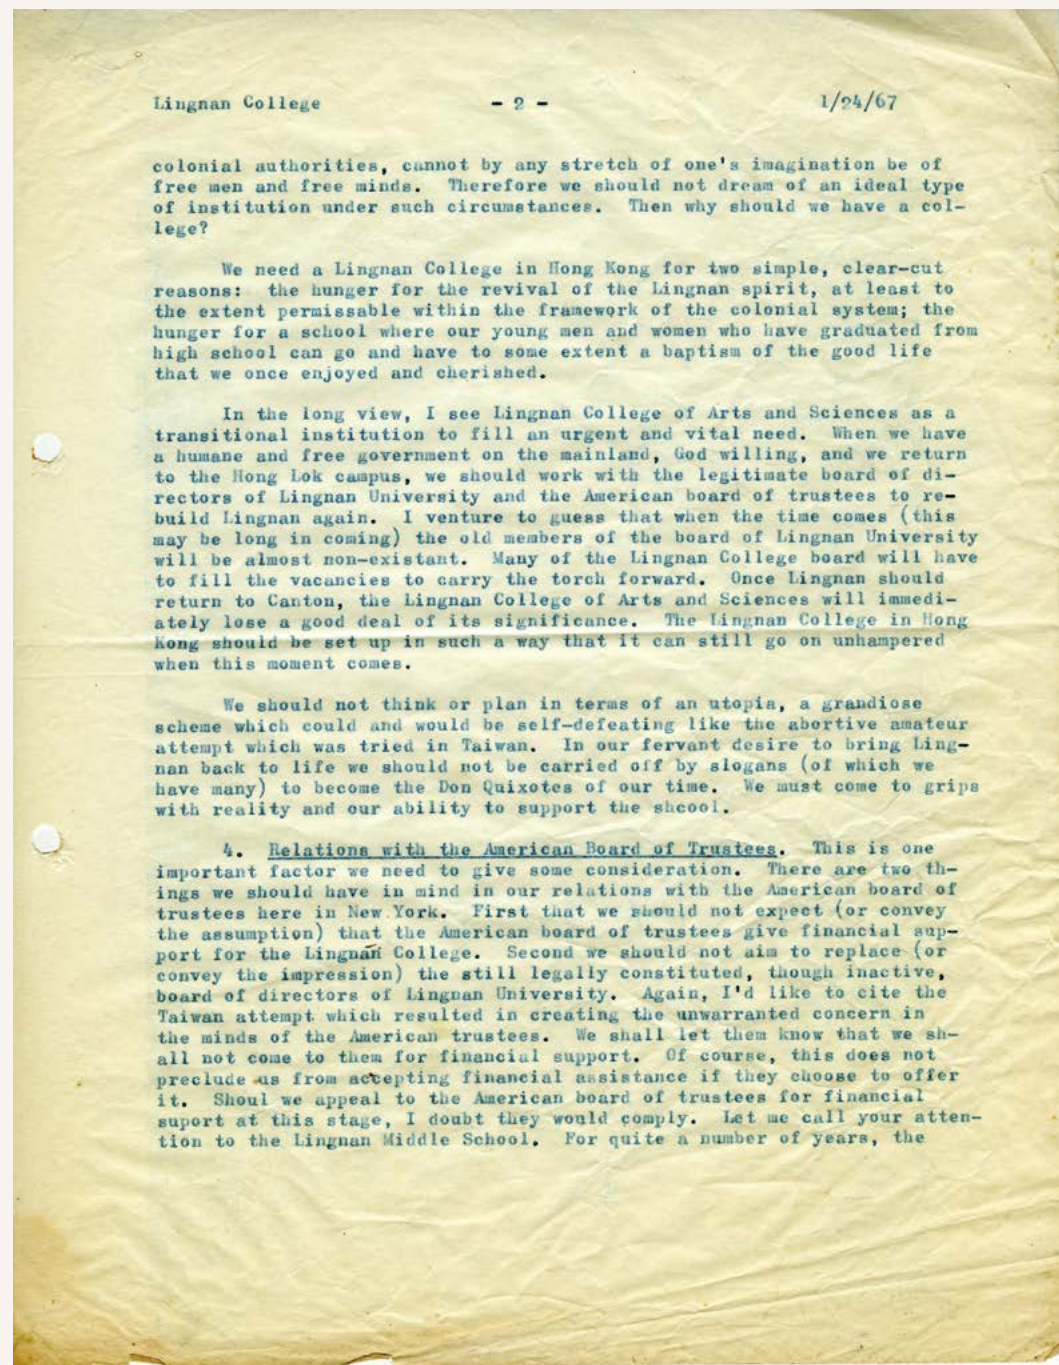 Lingnan College - 2 - 1/24/67
colonial authorities, cannot by any stretch of one's imagination be of
free men and free minds. Therefore we should not dream of an ideal type
of institution under such circumstances. Then why should we have a col-
lege?
We need a Lingnan College in Hong Kong for two simple, clear-cut
reasons: the hunger for the revival of the Lingnan spirit, at least to
the extent permissable within the framework of the colonial system; the
hunger for a school where our young men and women who have graduated from
high school can go and have to some extent a baptism of the good life
that we once enjoyed and cherished.
In the long view, I see Lingnan College of Arts and Sciences as a
transitional institution to fill an urgent and vital need. When we have
a humane and free government on the mainland, God willing, and we return
to the Hong Lok campus, we should work with the legitimate board of di-
rectors of Lingnan University and the American board of trustees to re-
build Lingnan again. I venture to guess that when the time comes (this
may be long in coming) the old members of the board of Lingnan University
will be almost non-existant. Many of the Lingnan College board will have
to fill the vacancies to carry the torch forward. Once Lingnan should
return to Canton, the Lingnan College of Arts and Sciences will immedi-
ately lose a good deal of its significance. The Lingnan College in Hong
Kong should be set up in such a way that it can still go on unhampered
when this moment comes.
We should not think or plan in terms of an utopia, a grandiose
scheme which could and would be self-defeating like the abortive amateur
attempt which was tried in Taiwan. In our fervant desire to bring Ling-
nan back to life we should not be carried off by slogans (of which we
have many) to become the Don Quixotes of our time. We must come to grips
with reality and our ability to support the shcool.
4. Relations with the American Board of Trustees. This is one
important factor we need to give some consideration. There are two th-
ings we should have in mind in our relations with the American board of
trustees here in New York. First that we should not expect (or convey
the assumption) that the American board of trustees give financial sup-
port for the Lingnan College. Second we should not aim to replace (or
convey the impression) the still legally constituted, though inactive,
board of directors of Lingnan University. Again, I'd like to cite the
Taiwan attempt which resulted in creating the unwarranted concern in
the minds of the American trustees. We shall let them know that we sh-
all not come to them for financial support. Of course, this does not
preclude us from accepting financial assistance if they choose to offer
it. Shoul we appeal to the American board of trustees for financial
suport at this stage, I doubt they would comply. Let me call your atten-
tion to the Lingnan Middle School. For quite a number of years, the